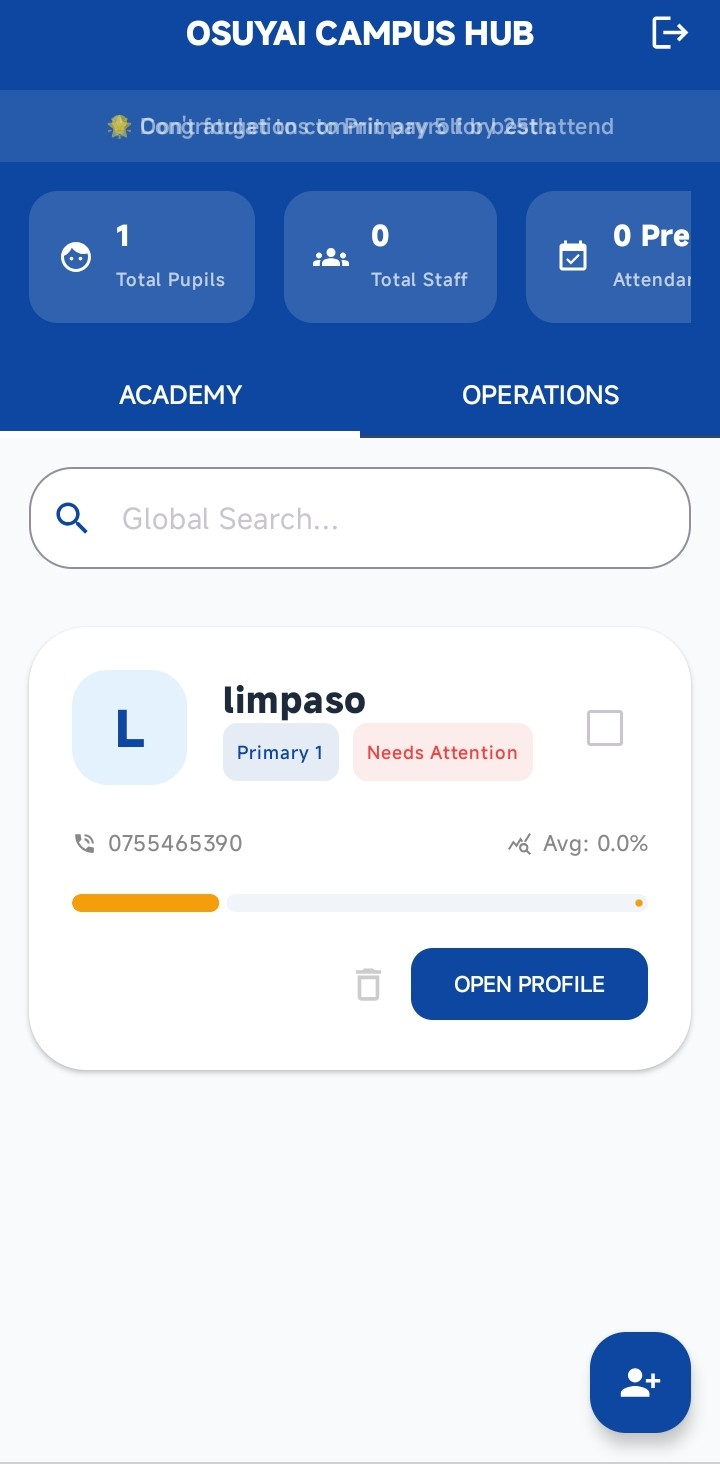 OSUYAI CAMPUS HUB
1
Total Pupils
0
Total Staff
0 Pre
Attendar
ACADEMY
OPERATIONS
Global Search...
L
limpaso
Primary 1
Needs Attention
0755465390
Avg: 0.0%
OPEN PROFILE